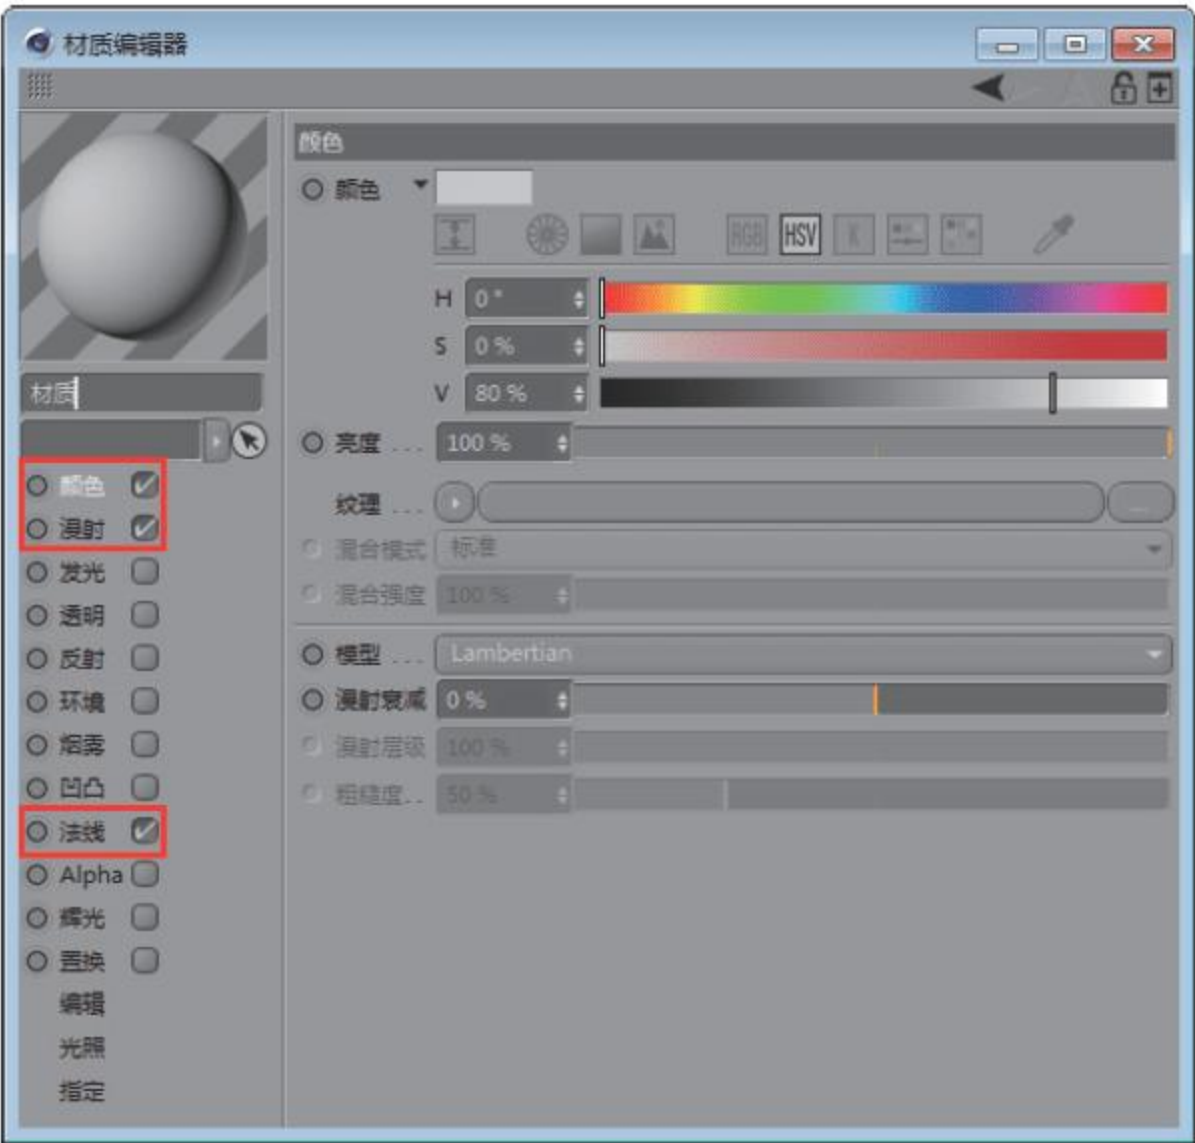 材质编辑器
颜色
颜色
RGB HSV K
H 0°
S 0%
V 80%
材质
亮度 ... 100%
纹理 ... ...
混合模式 标准
混合强度 100%
模型 ... Lambertian
漫射衰减 0%
漫射层级 100%
粗糙度.. 50%
颜色
漫射
发光
透明
反射
环境
烟雾
凹凸
法线
Alpha
辉光
置换
编辑
光照
指定